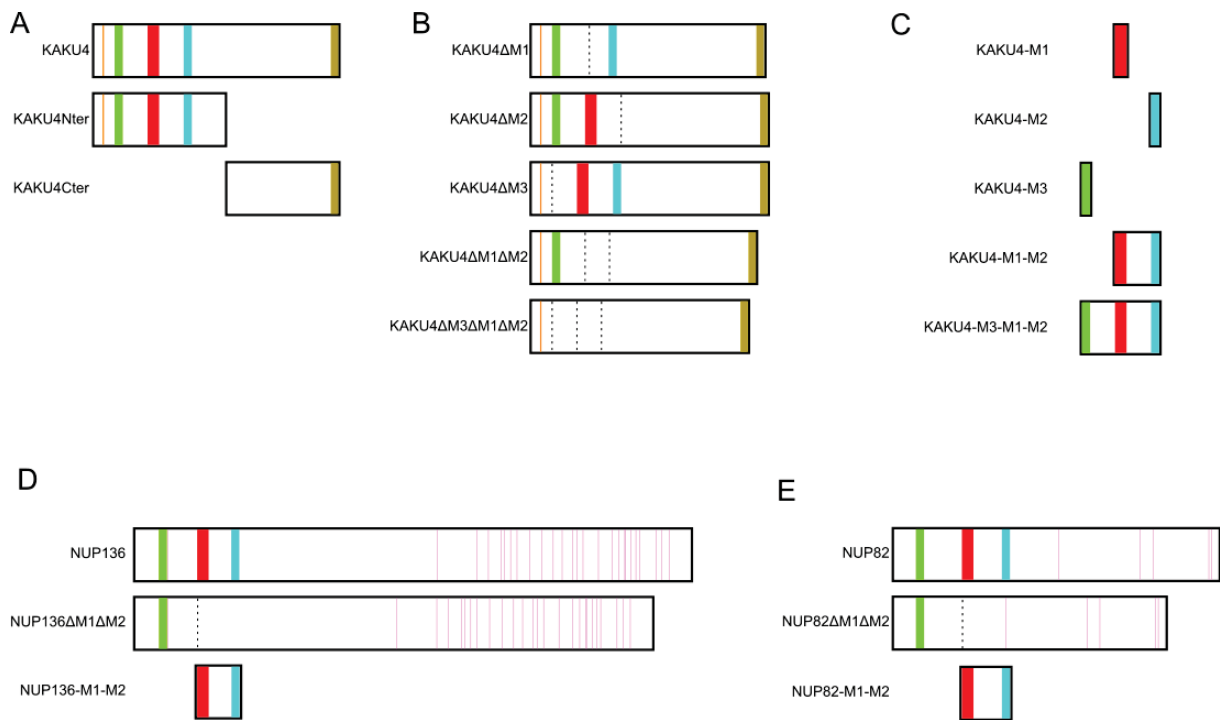 A
KAKU4
KAKU4Nter
KAKU4Cter
B
KAKU4ΔM1
KAKU4ΔM2
KAKU4ΔM3
KAKU4ΔM1ΔM2
KAKU4ΔM3ΔM1ΔM2
C
KAKU4-M1
KAKU4-M2
KAKU4-M3
KAKU4-M1-M2
KAKU4-M3-M1-M2
D
NUP136
NUP136ΔM1ΔM2
NUP136-M1-M2
E
NUP82
NUP82ΔM1ΔM2
NUP82-M1-M2